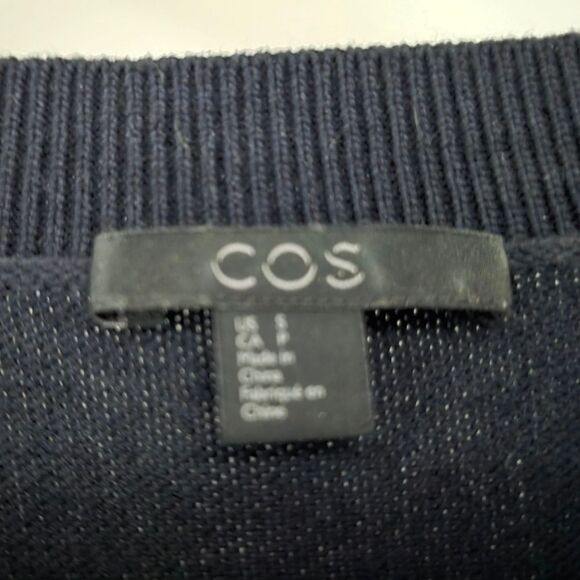 COS
US S
CA P
Made in
China
Fabriqué en
Chine